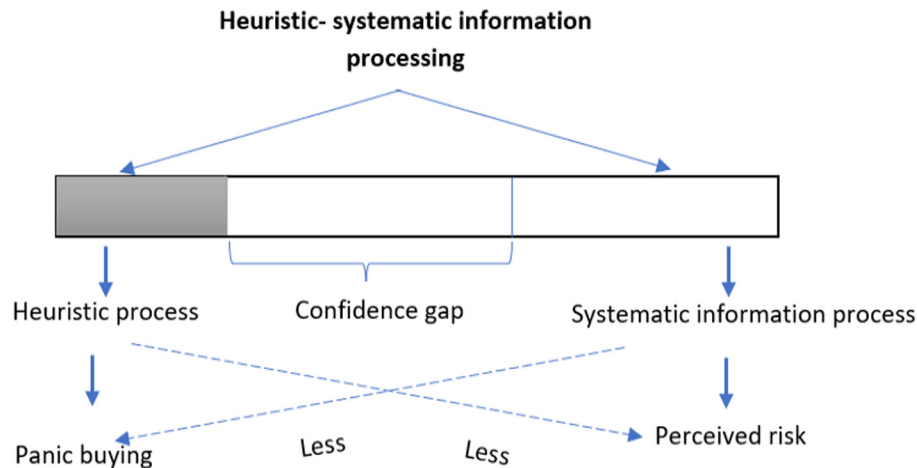 Heuristic- systematic information
processing
Heuristic process
Confidence gap
Systematic information process
Panic buying
Less
Less
Perceived risk